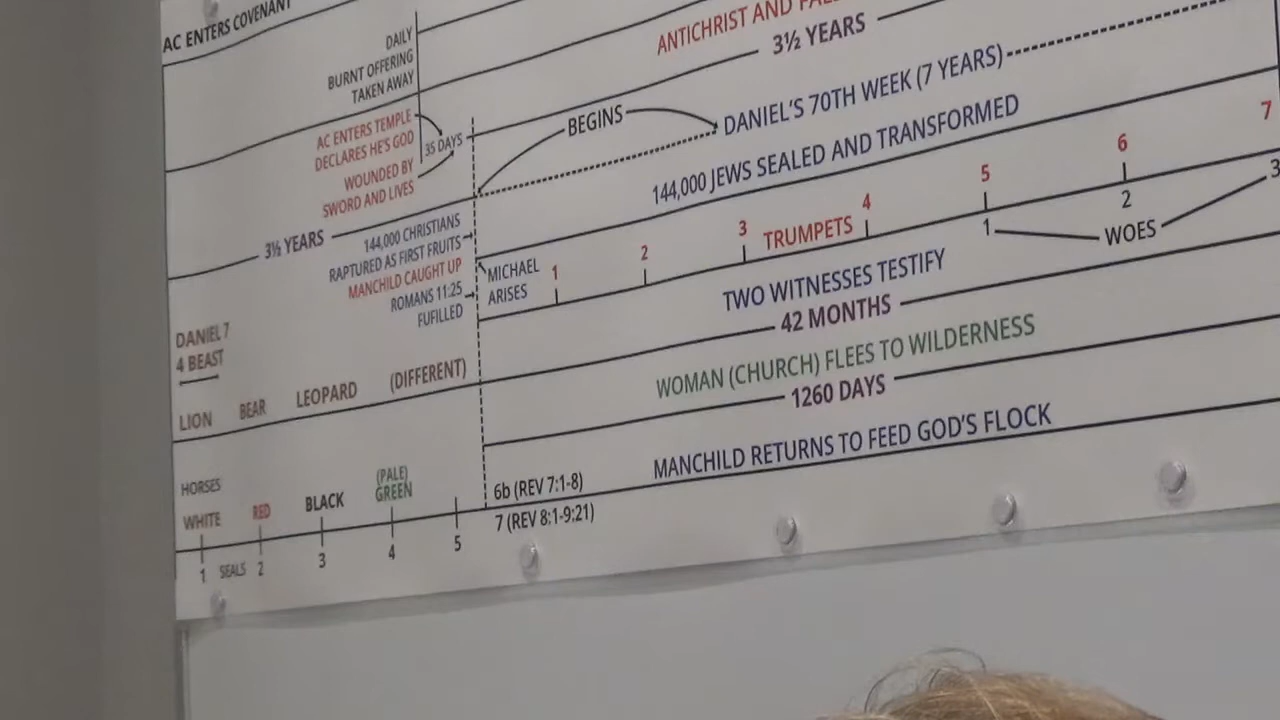 AC ENTERS COVENANT
DAILY
BURNT OFFERING
TAKEN AWAY
ANTICHRIST AND
3½ YEARS
AC ENTERS TEMPLE
DECLARES HE'S GOD
35 DAYS
WOUNDED BY
SWORD AND LIVES
BEGINS
DANIEL'S 70TH WEEK (7 YEARS)
3½ YEARS
144,000 JEWS SEALED AND TRANSFORMED
144,000 CHRISTIANS
RAPTURED AS FIRST FRUITS
MANCHILD CAUGHT UP
ROMANS 11:25
FUFILLED
MICHAEL
ARISES
1 2 3 TRUMPETS 4 5 6 7
1 WOES 2 3
TWO WITNESSES TESTIFY
42 MONTHS
DANIEL 7
4 BEAST
LION BEAR LEOPARD (DIFFERENT)
WOMAN (CHURCH) FLEES TO WILDERNESS
1260 DAYS
MANCHILD RETURNS TO FEED GOD'S FLOCK
HORSES
WHITE RED BLACK (PALE)
GREEN
6b (REV 7:1-8)
7 (REV 8:1-9:21)
1 SEALS 2 3 4 5